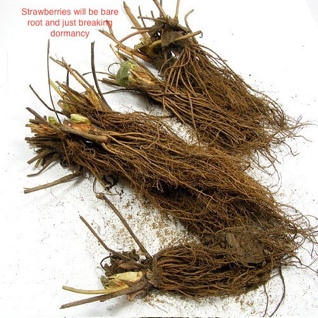 Strawberries will be bare
root and just breaking
dormancy